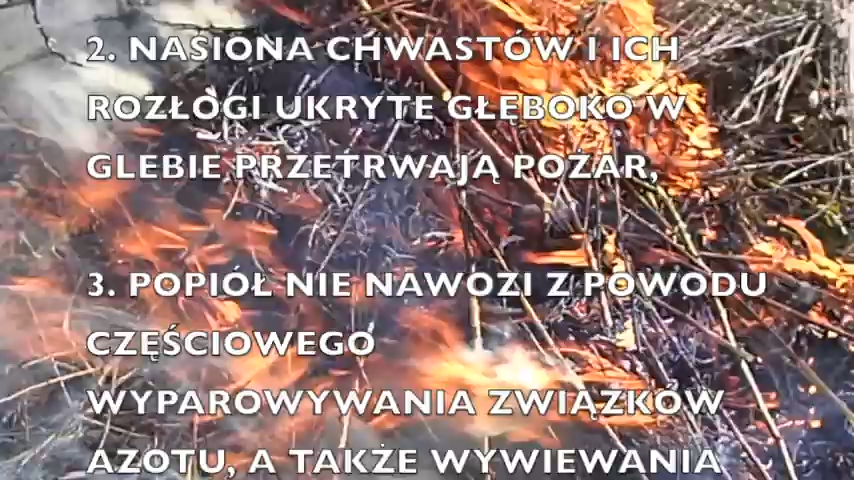 2. NASIONA CHWASTÓW I ICH
ROZŁOGI UKRYTE GŁĘBOKO W
GLEBIE PRZETRWAJĄ POŻAR,
3. POPIÓŁ NIE NAWOZI Z POWODU
CZĘŚCIOWEGO
WYPAROWYWANIA ZWIĄZKÓW
AZOTU, A TAKŻE WYWIEWANIA